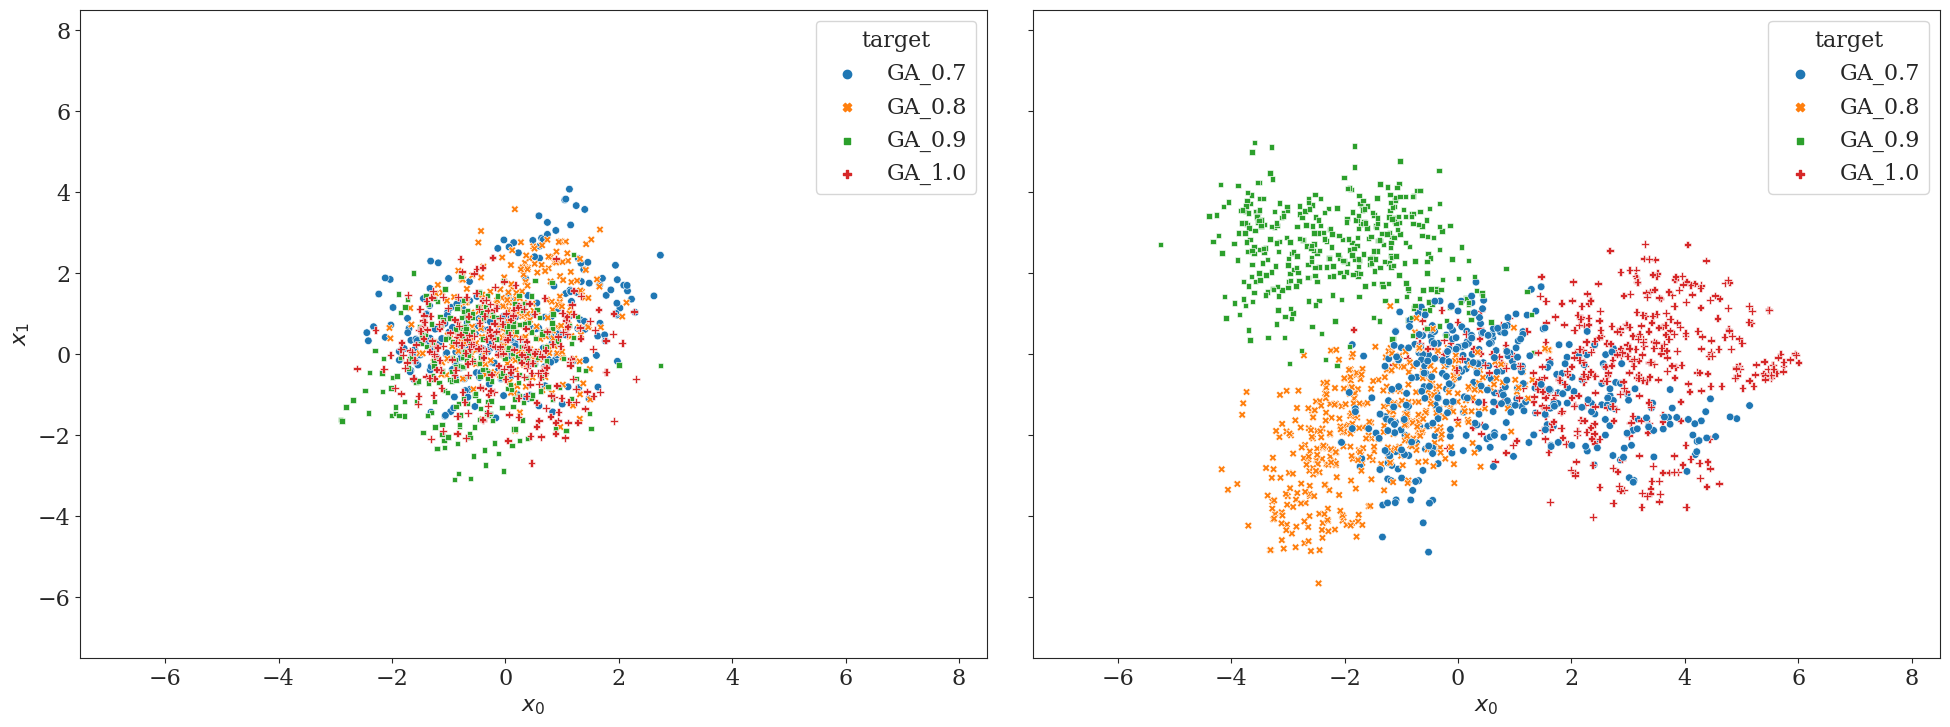 target
GA_0.7
GA_0.8
GA_0.9
GA_1.0
target
GA_0.7
GA_0.8
GA_0.9
GA_1.0
8
6
4
2
0
−2
−4
−6
x₁
−6 −4 −2 0 2 4 6 8
x₀
−6 −4 −2 0 2 4 6 8
x₀